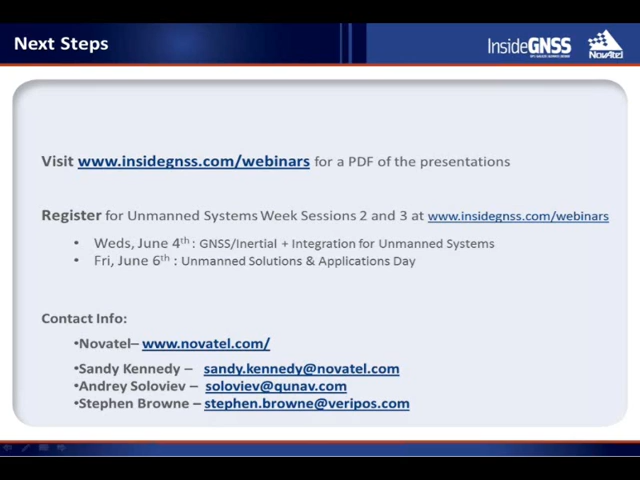 Next Steps
InsideGNSS
NovAtel
Visit www.insidegnss.com/webinars for a PDF of the presentations
Register for Unmanned Systems Week Sessions 2 and 3 at www.insidegnss.com/webinars
• Weds, June 4th : GNSS/Inertial + Integration for Unmanned Systems
• Fri, June 6th : Unmanned Solutions & Applications Day
Contact Info:
•Novatel– www.novatel.com/
•Sandy Kennedy – sandy.kennedy@novatel.com
•Andrey Soloviev – soloviev@qunav.com
•Stephen Browne – stephen.browne@veripos.com